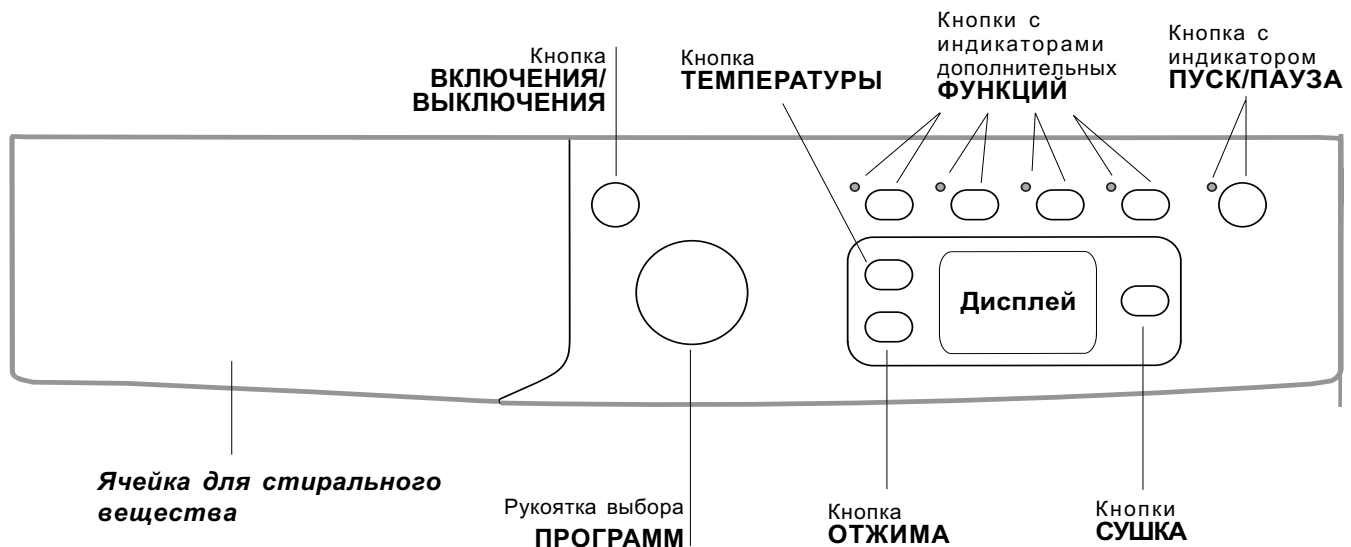 Кнопка
ВКЛЮЧЕНИЯ/
ВЫКЛЮЧЕНИЯ
Кнопка
ТЕМПЕРАТУРЫ
Кнопки с
индикаторами
дополнительных
ФУНКЦИЙ
Кнопка с
индикатором
ПУСК/ПАУЗА
Дисплей
Ячейка для стирального
вещества
Рукоятка выбора
ПРОГРАММ
Кнопка
ОТЖИМА
Кнопки
СУШКА